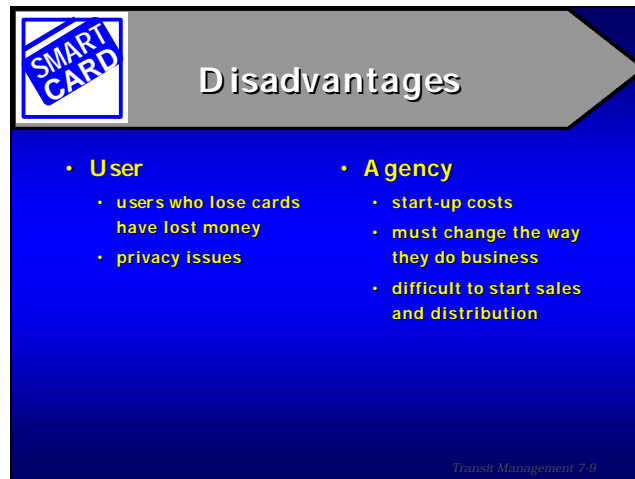 SMART
CARD
Disadvantages
• User
• users who lose cards
have lost money
• privacy issues
• Agency
• start-up costs
• must change the way
they do business
• difficult to start sales
and distribution
Transit Management 7-9